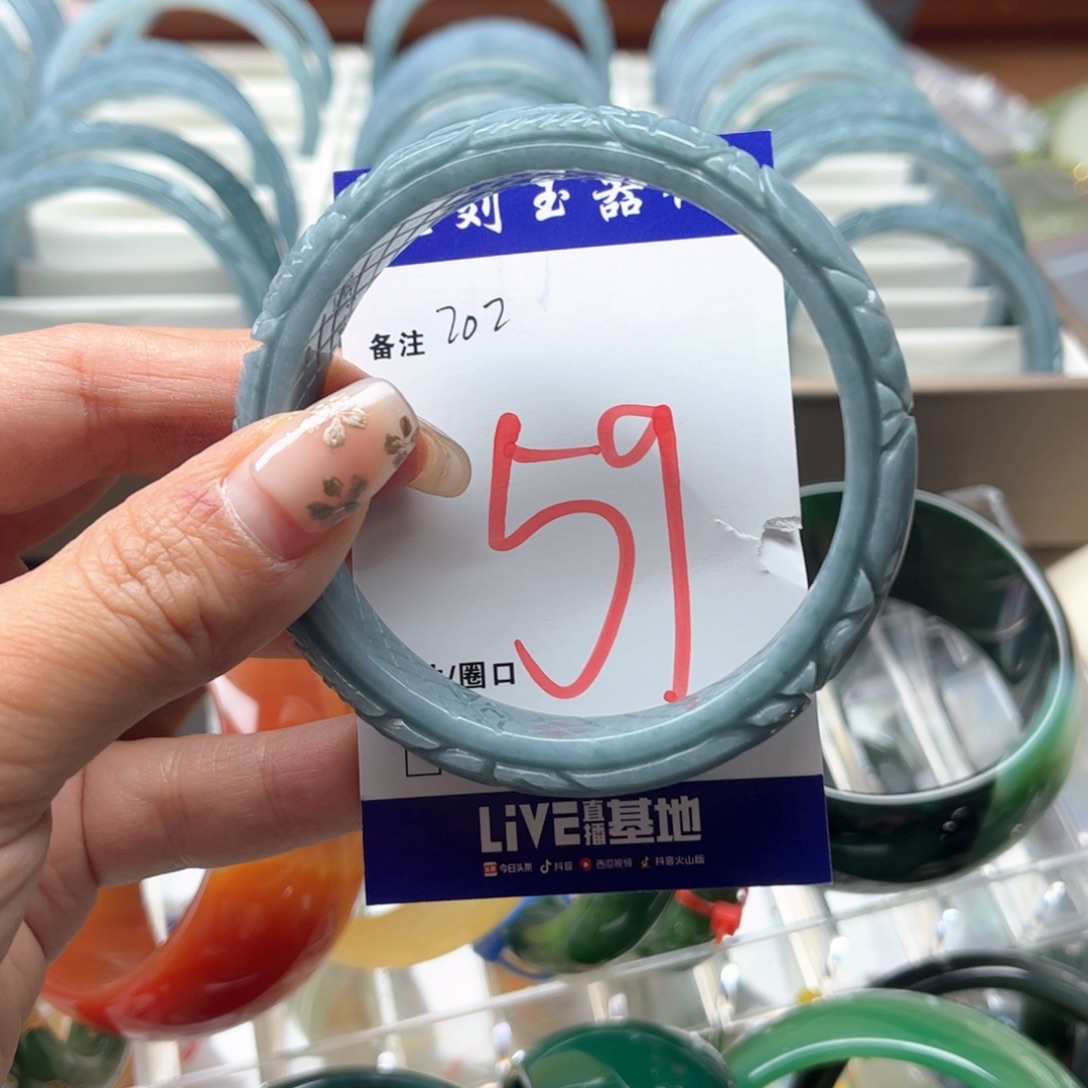 刻玉器
备注 202
59
/圈口
LiVE直播基地
今日头条 抖音 西瓜视频 抖音火山版